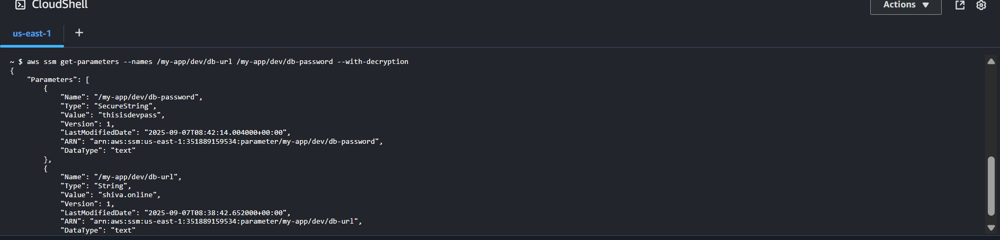 CloudShell
Actions
us-east-1 +
~ $ aws ssm get-parameters --names /my-app/dev/db-url /my-app/dev/db-password --with-decryption
{
    "Parameters": [
        {
            "Name": "/my-app/dev/db-password",
            "Type": "SecureString",
            "Value": "thisisdevpass",
            "Version": 1,
            "LastModifiedDate": "2025-09-07T08:42:14.004000+00:00",
            "ARN": "arn:aws:ssm:us-east-1:351889159534:parameter/my-app/dev/db-password",
            "DataType": "text"
        },
        {
            "Name": "/my-app/dev/db-url",
            "Type": "String",
            "Value": "shiva.online",
            "Version": 1,
            "LastModifiedDate": "2025-09-07T08:38:42.652000+00:00",
            "ARN": "arn:aws:ssm:us-east-1:351889159534:parameter/my-app/dev/db-url",
            "DataType": "text"